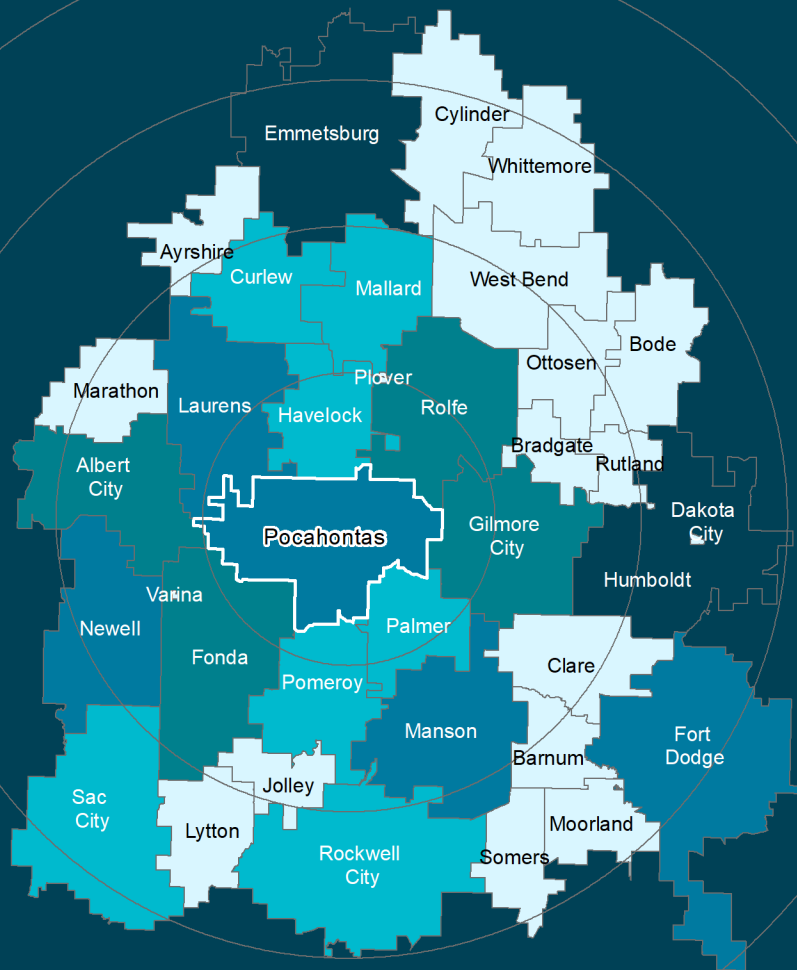 Cylinder
Emmetsburg
Whittemore
Ayrshire
Curlew
West Bend
Mallard
Bode
Ottosen
Plover
Marathon
Laurens
Rolfe
Havelock
Bradgate
Rutland
Albert
City
Dakota
City
Gilmore
City
Pocahontas
Humboldt
Varina
Newell
Palmer
Fonda
Clare
Pomeroy
Manson
Fort
Dodge
Barnum
Jolley
Sac
City
Moorland
Lytton
Rockwell
City
Somers